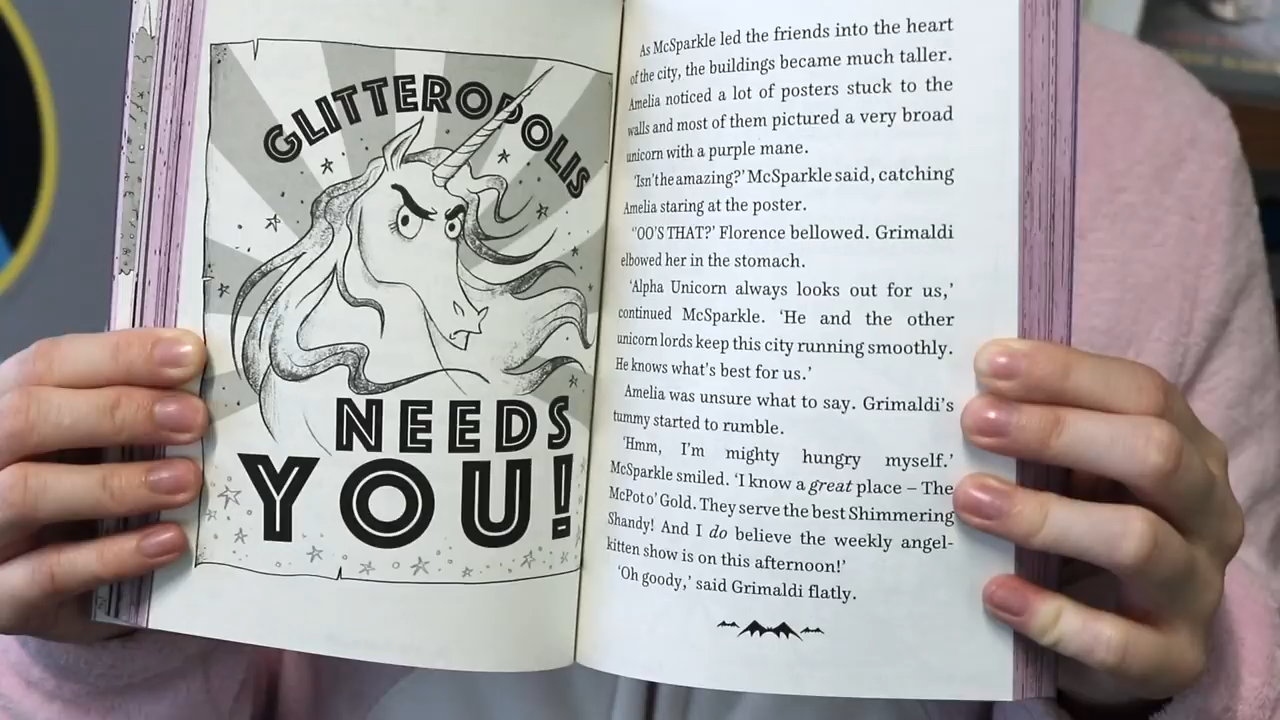 GLITTEROPOLIS
NEEDS
YOU!
As McSparkle led the friends into the heart
of the city, the buildings became much taller.
Amelia noticed a lot of posters stuck to the
walls and most of them pictured a very broad
unicorn with a purple mane.
‘Isn’t he amazing?’ McSparkle said, catching
Amelia staring at the poster.
‘’OO’S THAT?’ Florence bellowed. Grimaldi
elbowed her in the stomach.
‘Alpha Unicorn always looks out for us,’
continued McSparkle. ‘He and the other
unicorn lords keep this city running smoothly.
He knows what’s best for us.’
Amelia was unsure what to say. Grimaldi’s
tummy started to rumble.
‘Hmm, I’m mighty hungry myself.’
McSparkle smiled. ‘I know a great place – The
McPot o’ Gold. They serve the best Shimmering
Shandy! And I do believe the weekly angel-
kitten show is on this afternoon!’
‘Oh goody,’ said Grimaldi flatly.